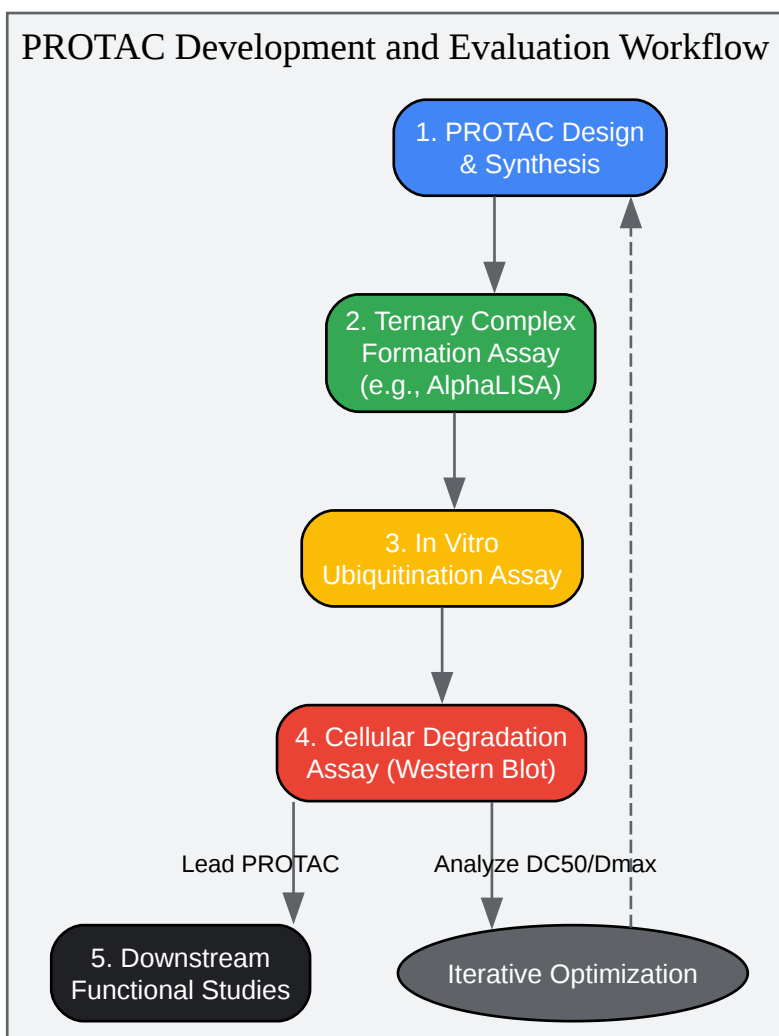 PROTAC Development and Evaluation Workflow
1. PROTAC Design
& Synthesis
2. Ternary Complex
Formation Assay
(e.g., AlphaLISA)
3. In Vitro
Ubiquitination Assay
4. Cellular Degradation
Assay (Western Blot)
Lead PROTAC
Analyze DC50/Dmax
5. Downstream
Functional Studies
Iterative Optimization